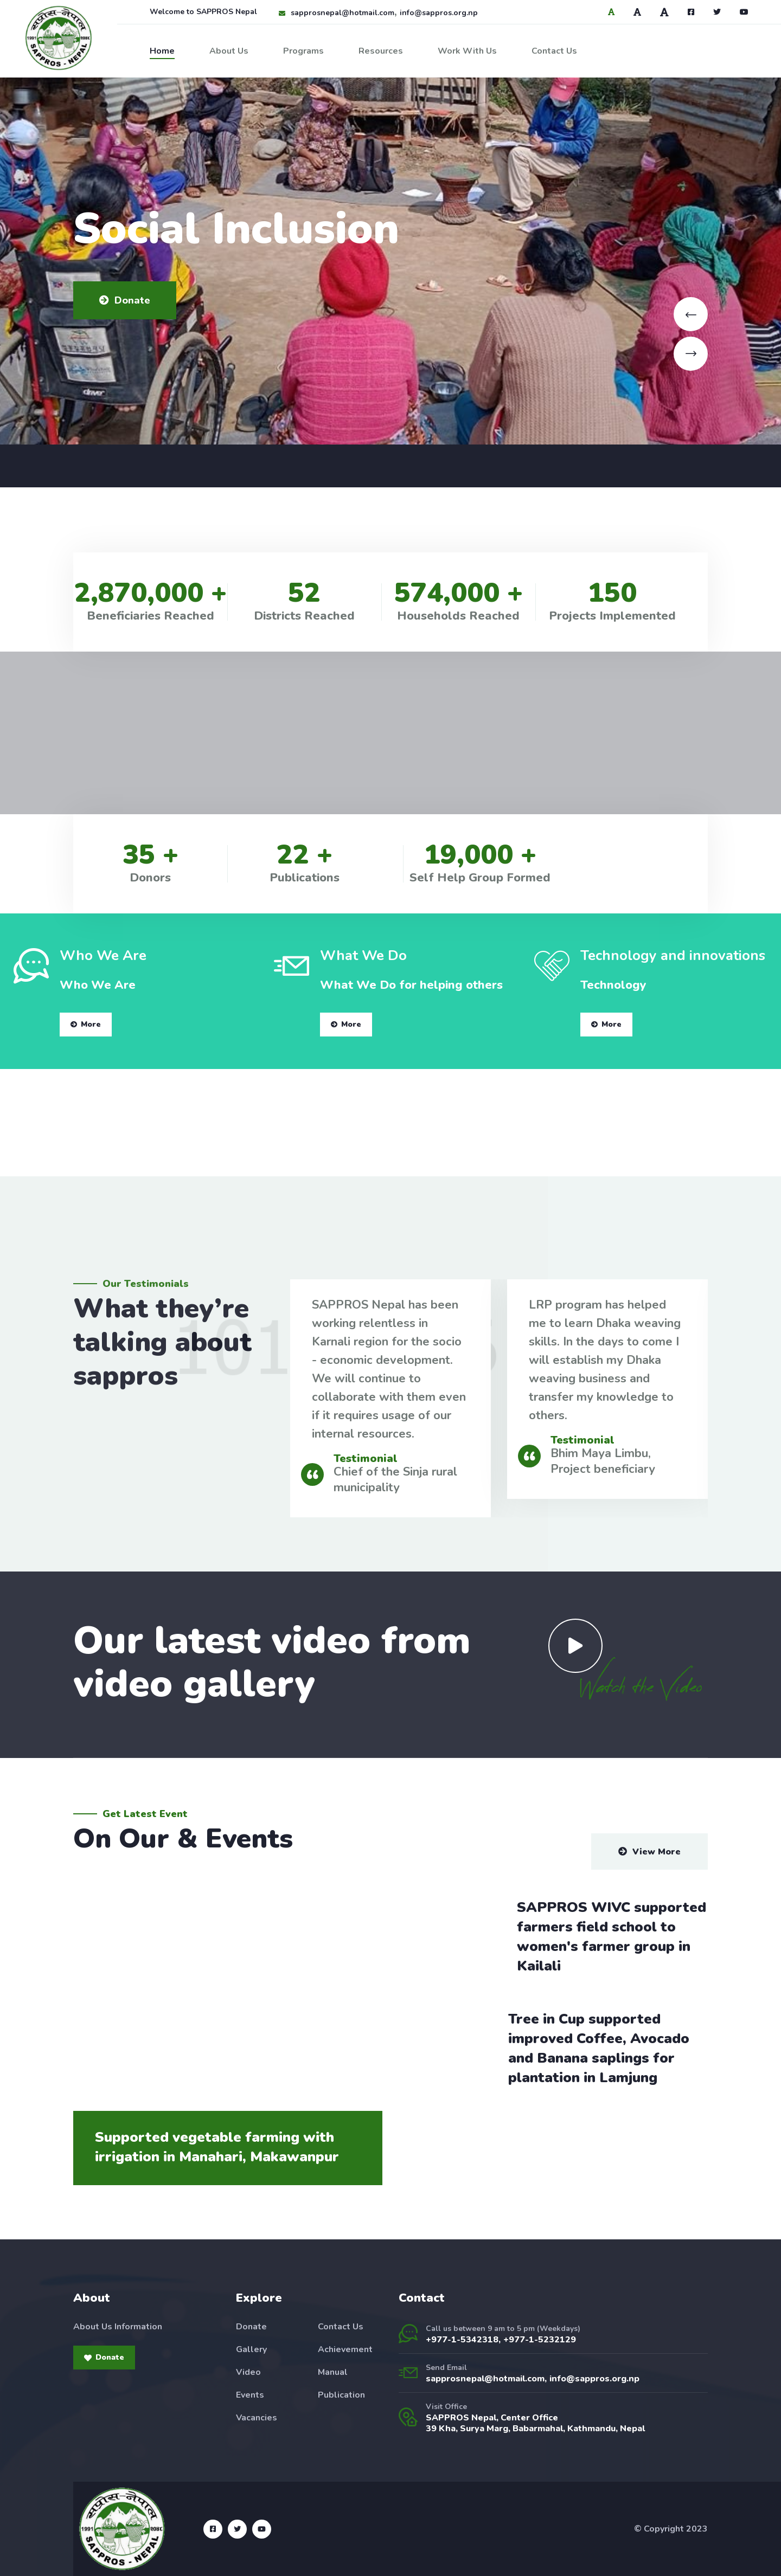 Welcome to SAPPROS Nepal
sapprosnepal@hotmail.com, info@sappros.org.np
A A A
सप्रोस-नेपाल
1991 २०४८
SAPPROS - NEPAL
Home About Us Programs Resources Work With Us Contact Us
Social Inclusion
Donate
driver
2,870,000 +
Beneficiaries Reached
52
Districts Reached
574,000 +
Households Reached
150
Projects Implemented
35 +
Donors
22 +
Publications
19,000 +
Self Help Group Formed
Who We Are
Who We Are
More
What We Do
What We Do for helping others
More
Technology and innovations
Technology
More
Our Testimonials
What they’re
talking about
sappros
101
SAPPROS Nepal has been
working relentless in
Karnali region for the socio
- economic development.
We will continue to
collaborate with them even
if it requires usage of our
internal resources.
Testimonial
Chief of the Sinja rural
municipality
LRP program has helped
me to learn Dhaka weaving
skills. In the days to come I
will establish my Dhaka
weaving business and
transfer my knowledge to
others.
Testimonial
Bhim Maya Limbu,
Project beneficiary
Our latest video from
video gallery
Watch the Video
Get Latest Event
On Our & Events
View More
SAPPROS WIVC supported
farmers field school to
women's farmer group in
Kailali
Tree in Cup supported
improved Coffee, Avocado
and Banana saplings for
plantation in Lamjung
Supported vegetable farming with
irrigation in Manahari, Makawanpur
About
About Us Information
Donate
Explore
Donate
Gallery
Video
Events
Vacancies
Contact Us
Achievement
Manual
Publication
Contact
Call us between 9 am to 5 pm (Weekdays)
+977-1-5342318, +977-1-5232129
Send Email
sapprosnepal@hotmail.com, info@sappros.org.np
Visit Office
SAPPROS Nepal, Center Office
39 Kha, Surya Marg, Babarmahal, Kathmandu, Nepal
सप्रोस-नेपाल
1991 २०४८
SAPPROS - NEPAL
© Copyright 2023